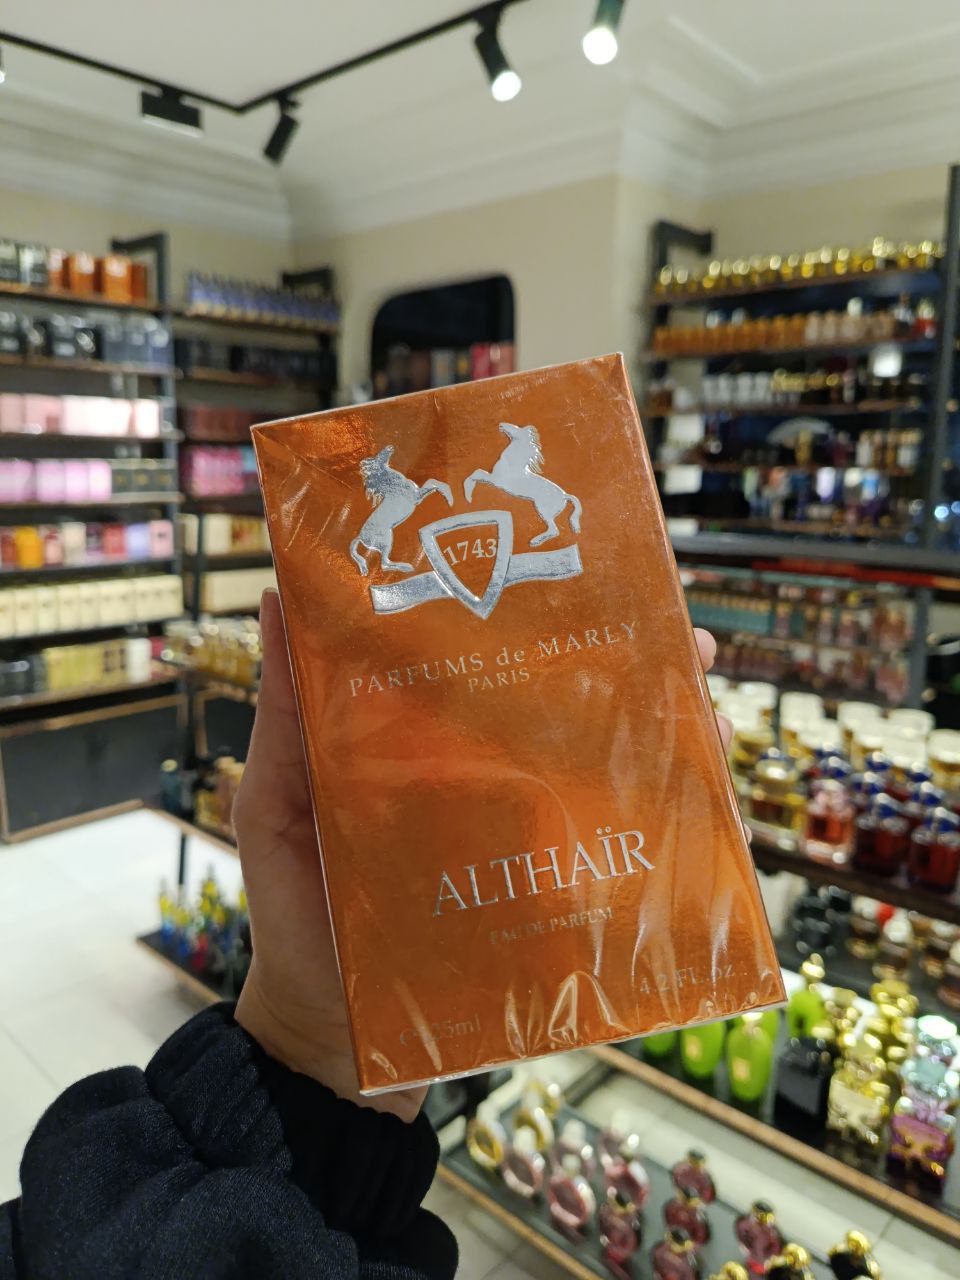 1743
PARFUMS de MARLY
PARIS
ALTHAÏR
EAU DE PARFUM
4.2 FL.oz